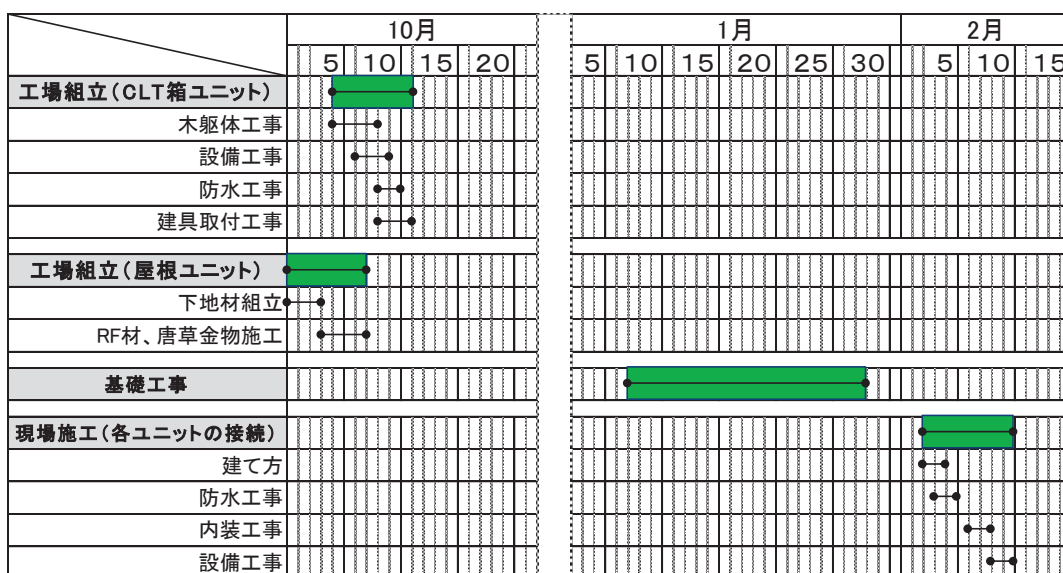 10月 1月 2月
5 10 15 20 5 10 15 20 25 30 5 10 15
工場組立(CLT箱ユニット)
木躯体工事
設備工事
防水工事
建具取付工事
工場組立(屋根ユニット)
下地材組立
RF材、唐草金物施工
基礎工事
現場施工(各ユニットの接続)
建て方
防水工事
内装工事
設備工事